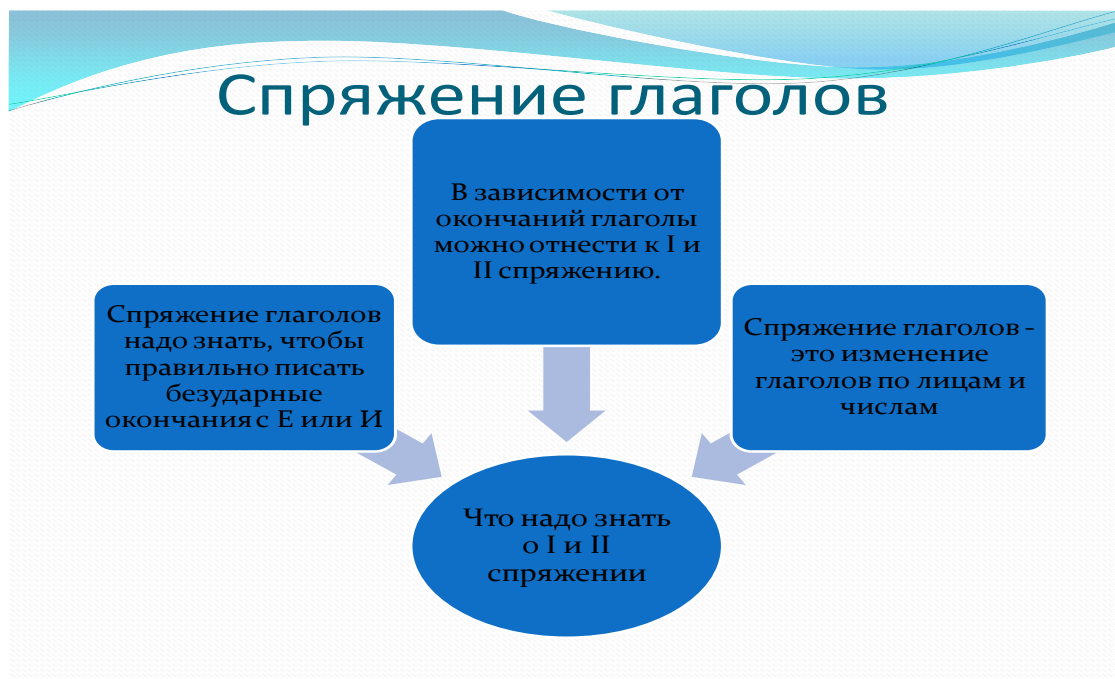 Спряжение глаголов
В зависимости от
окончаний глаголы
можно отнести к I и
II спряжению.
Спряжение глаголов
надо знать, чтобы
правильно писать
безударные
окончания с Е или И
Спряжение глаголов -
это изменение
глаголов по лицам и
числам
Что надо знать
о I и II
спряжении